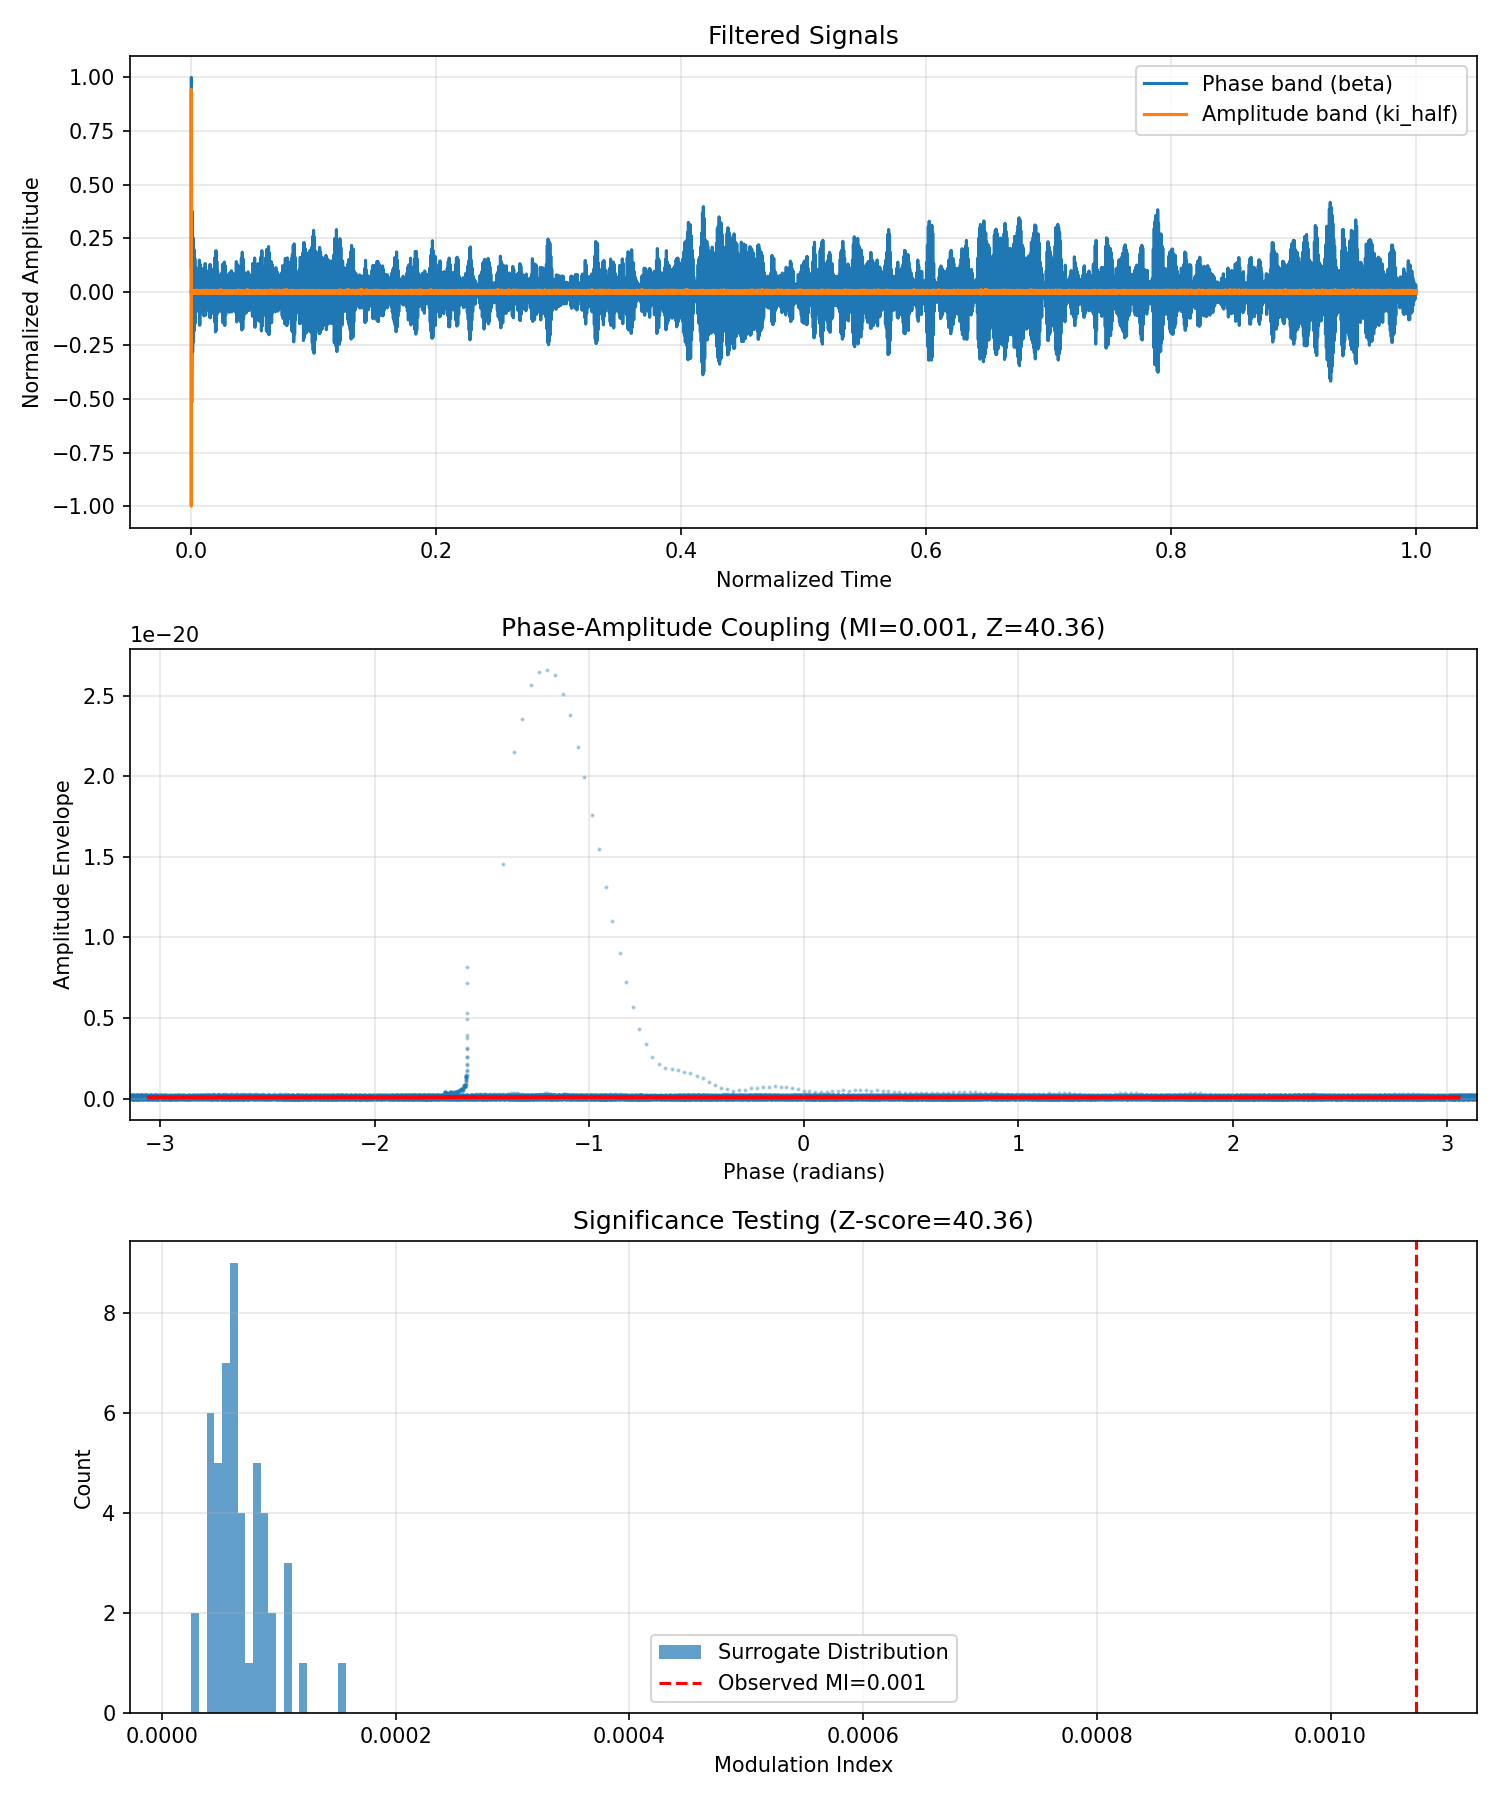 Filtered Signals
1.00
0.75
0.50
0.25
0.00
−0.25
−0.50
−0.75
−1.00
Normalized Amplitude
Phase band (beta)
Amplitude band (ki_half)
0.0 0.2 0.4 0.6 0.8 1.0
Normalized Time
1e−20
Phase-Amplitude Coupling (MI=0.001, Z=40.36)
2.5
2.0
1.5
1.0
0.5
0.0
Amplitude Envelope
−3 −2 −1 0 1 2 3
Phase (radians)
Significance Testing (Z-score=40.36)
8
6
4
2
0
Count
Surrogate Distribution
Observed MI=0.001
0.0000 0.0002 0.0004 0.0006 0.0008 0.0010
Modulation Index